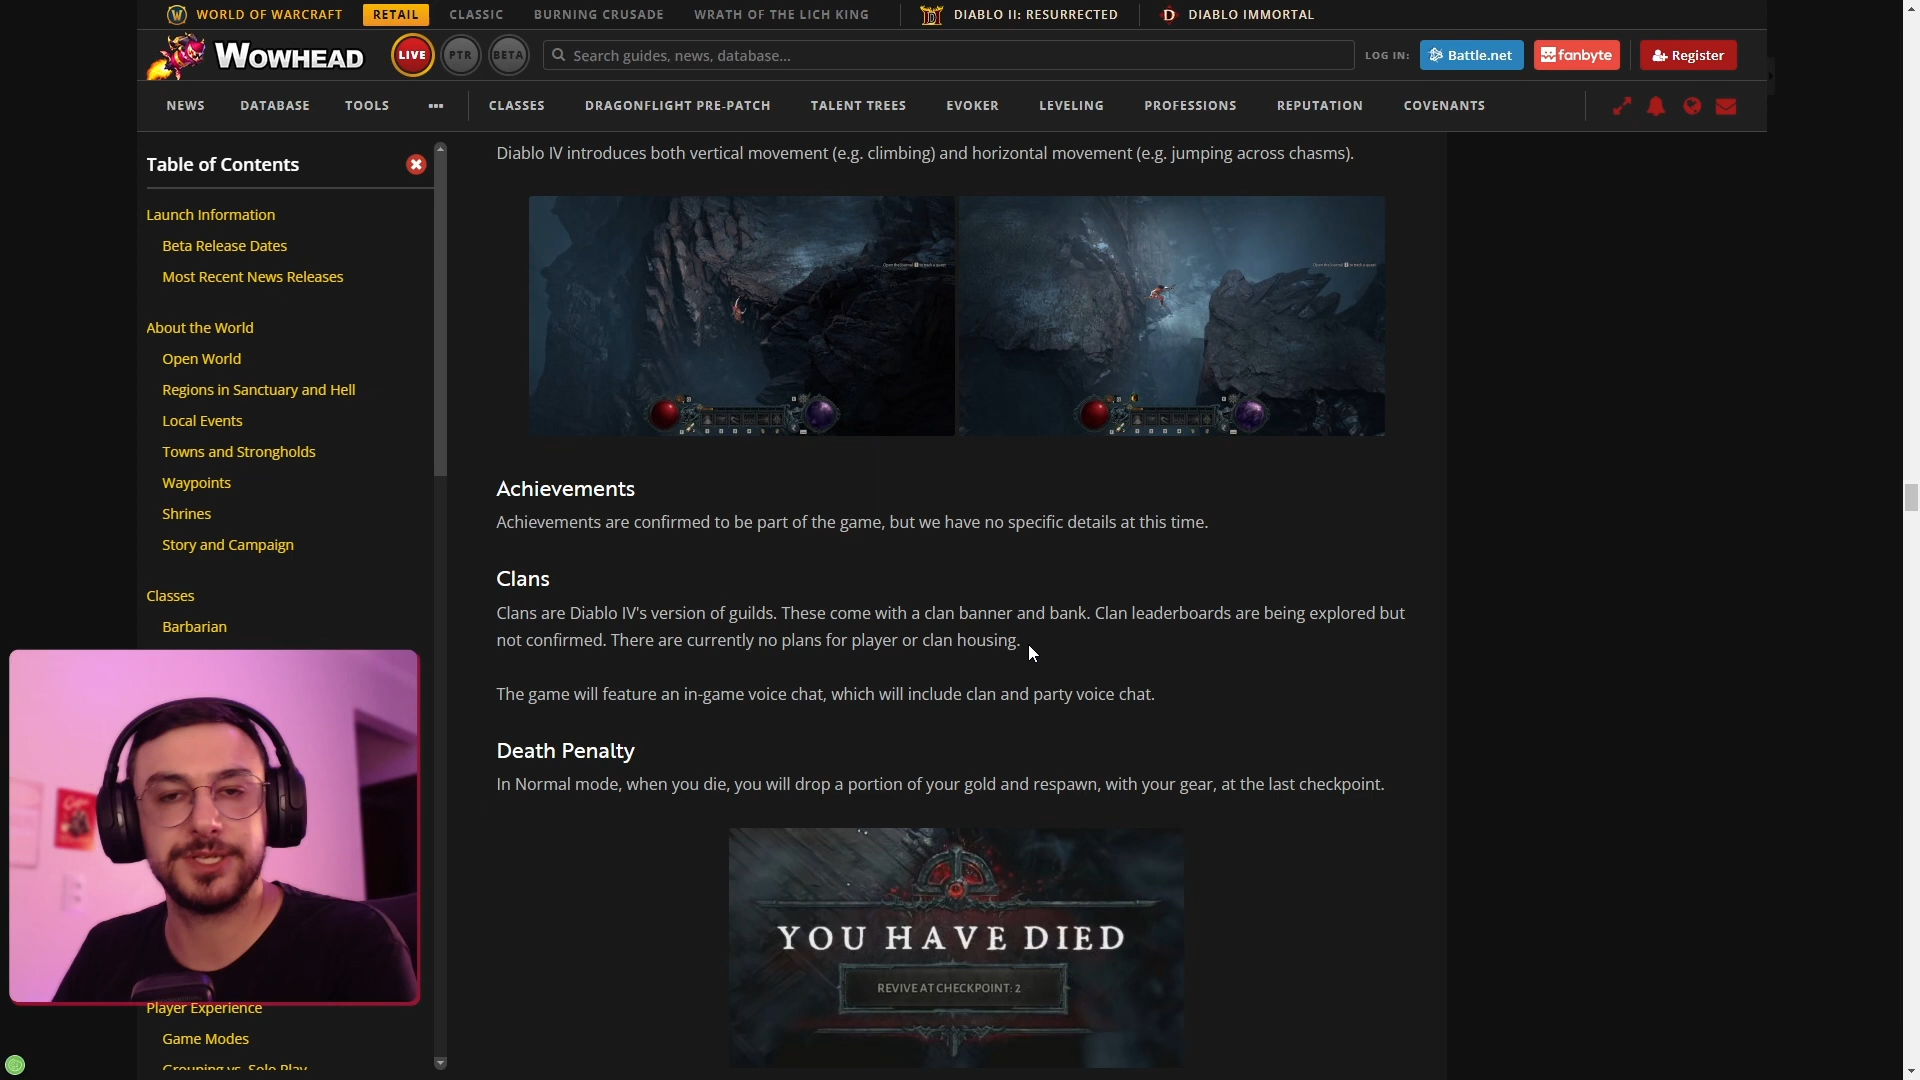 WORLD OF WARCRAFT RETAIL CLASSIC BURNING CRUSADE WRATH OF THE LICH KING DIABLO II: RESURRECTED DIABLO IMMORTAL
WOWHEAD LIVE PTR BETA Search guides, news, database... LOG IN: Battle.net fanbyte Register
NEWS DATABASE TOOLS ••• CLASSES DRAGONFLIGHT PRE-PATCH TALENT TREES EVOKER LEVELING PROFESSIONS REPUTATION COVENANTS
Table of Contents
Launch Information
Beta Release Dates
Most Recent News Releases
About the World
Open World
Regions in Sanctuary and Hell
Local Events
Towns and Strongholds
Waypoints
Shrines
Story and Campaign
Classes
Barbarian
Player Experience
Game Modes
Grouping vs. Solo Play
Diablo IV introduces both vertical movement (e.g. climbing) and horizontal movement (e.g. jumping across chasms).
Achievements
Achievements are confirmed to be part of the game, but we have no specific details at this time.
Clans
Clans are Diablo IV's version of guilds. These come with a clan banner and bank. Clan leaderboards are being explored but
not confirmed. There are currently no plans for player or clan housing.
The game will feature an in-game voice chat, which will include clan and party voice chat.
Death Penalty
In Normal mode, when you die, you will drop a portion of your gold and respawn, with your gear, at the last checkpoint.
YOU HAVE DIED
REVIVE AT CHECKPOINT: 2